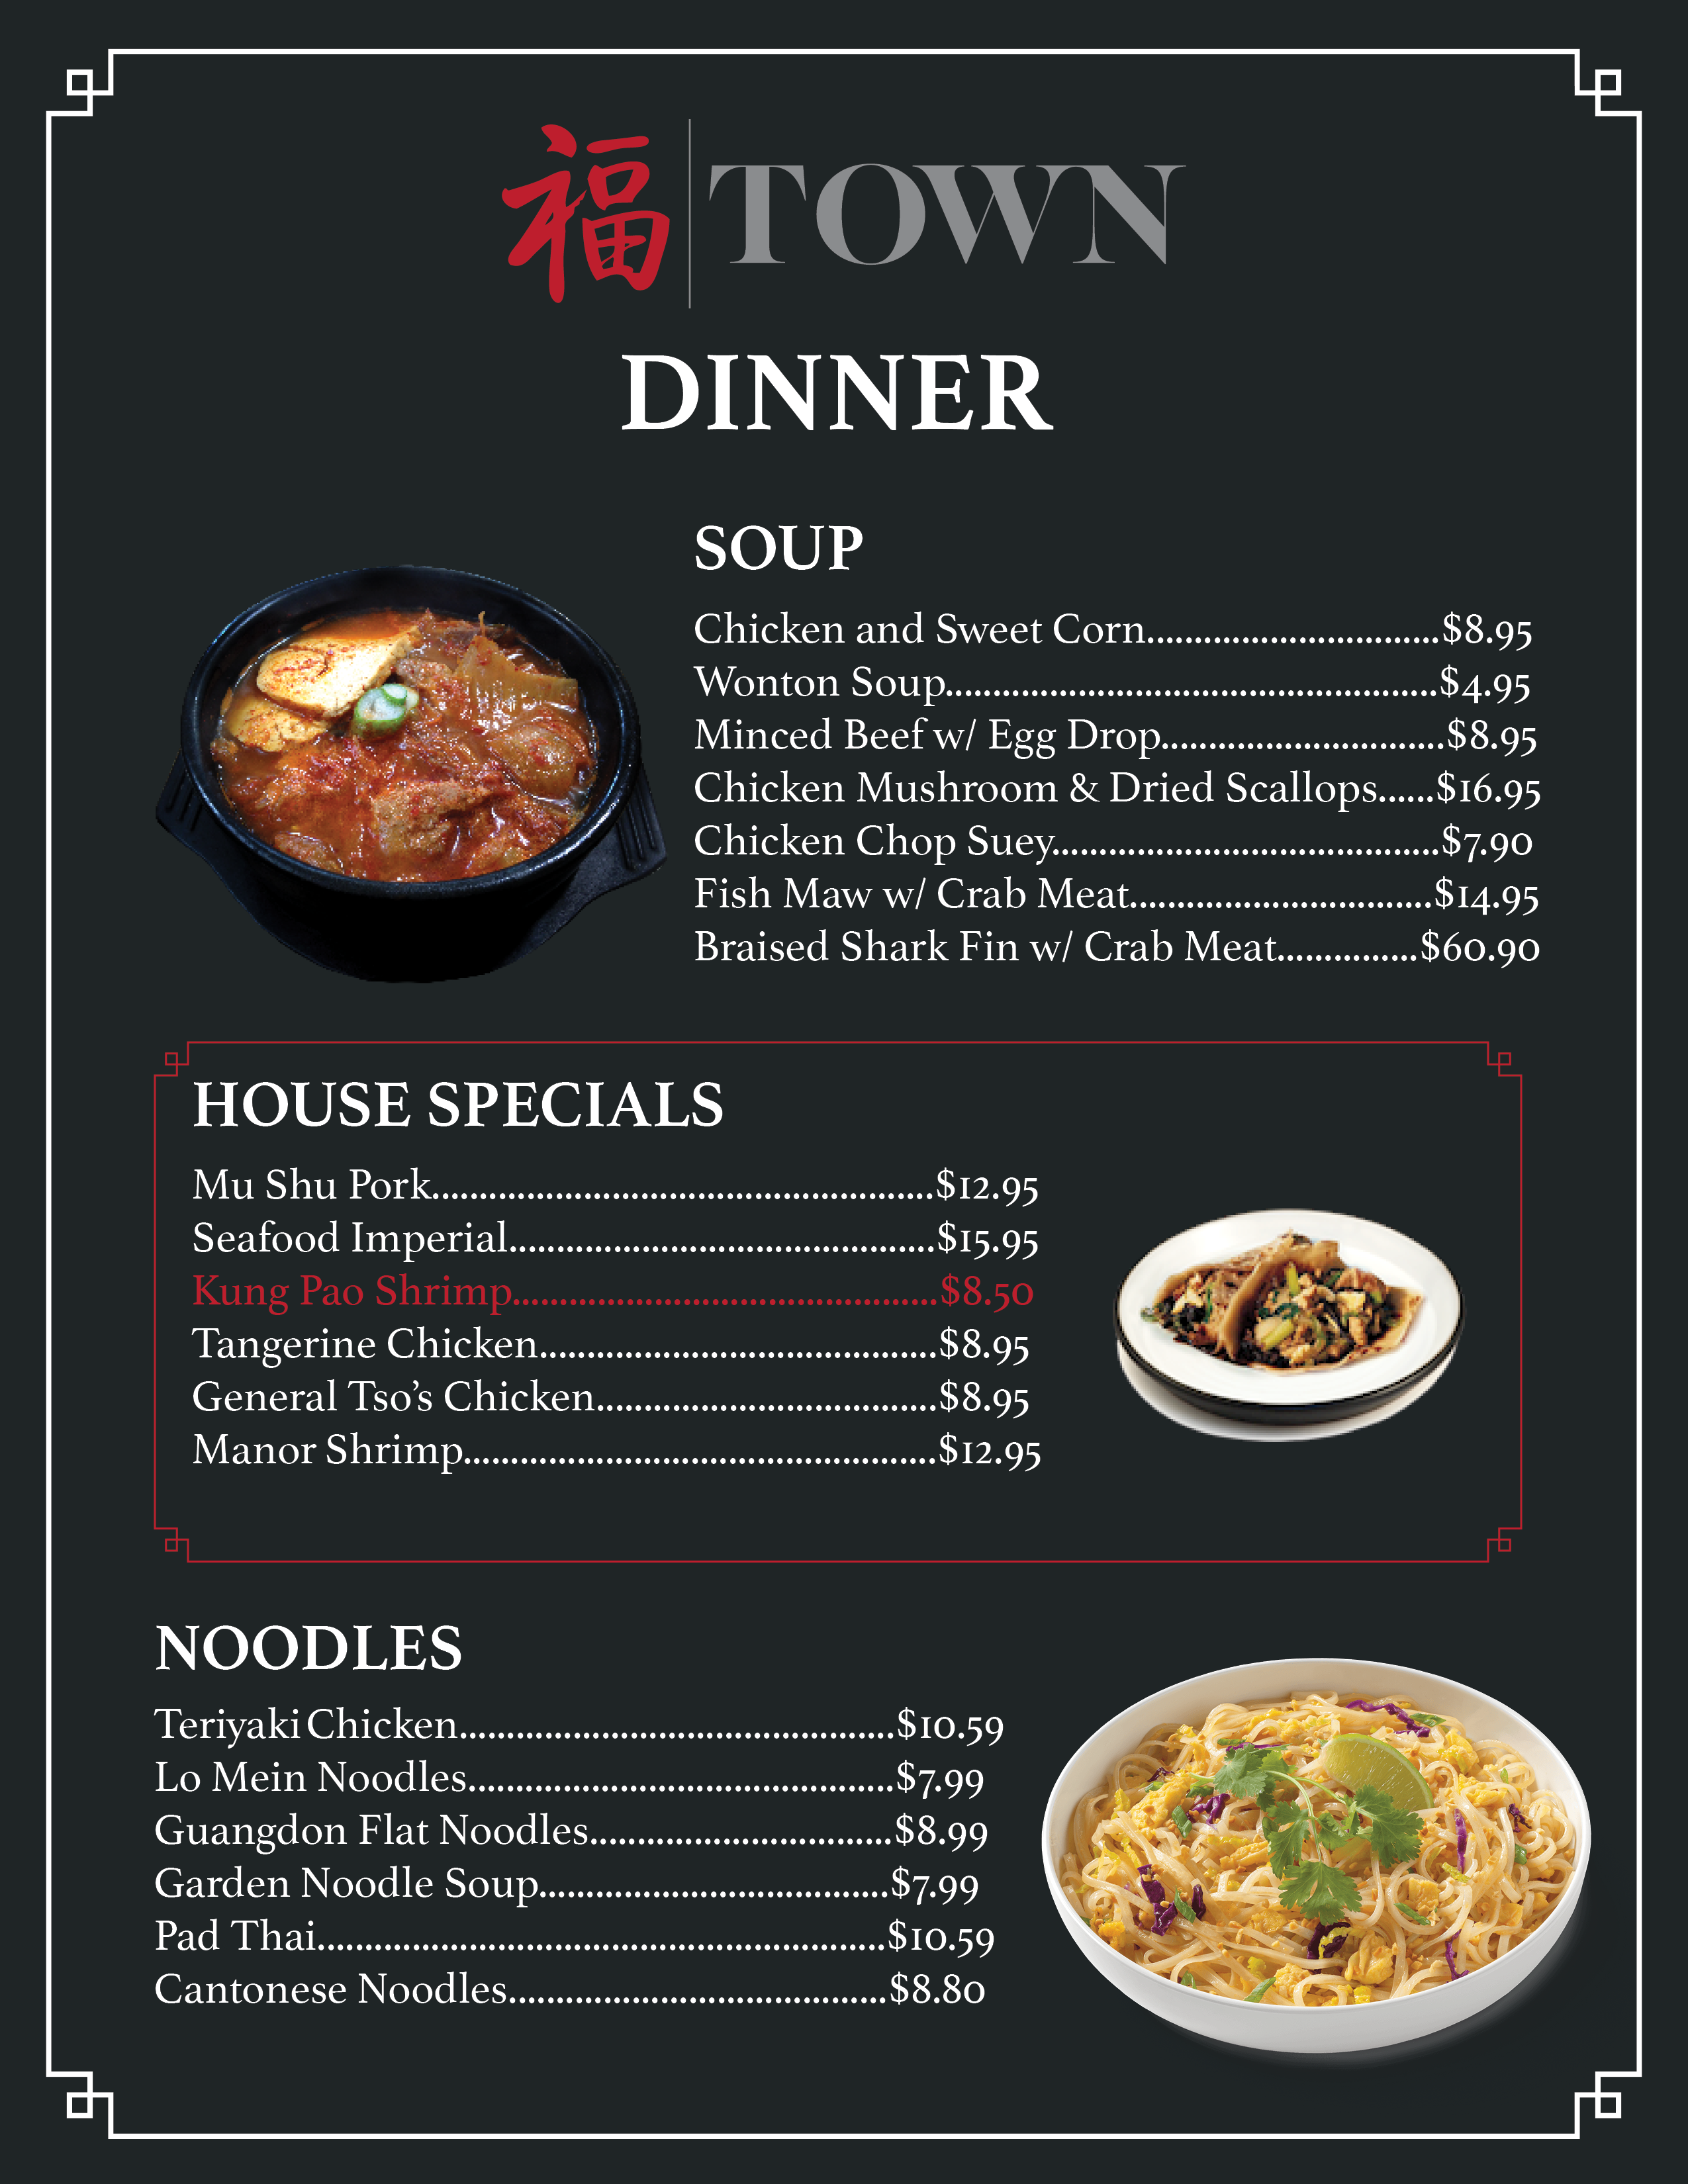 福 TOWN
DINNER
SOUP
Chicken and Sweet Corn...............................$8.95
Wonton Soup....................................................$4.95
Minced Beef w/ Egg Drop..............................$8.95
Chicken Mushroom & Dried Scallops......$16.95
Chicken Chop Suey.........................................$7.90
Fish Maw w/ Crab Meat................................$14.95
Braised Shark Fin w/ Crab Meat...............$60.90
HOUSE SPECIALS
Mu Shu Pork.....................................................$12.95
Seafood Imperial.............................................$15.95
Kung Pao Shrimp.............................................$8.50
Tangerine Chicken..........................................$8.95
General Tso’s Chicken....................................$8.95
Manor Shrimp..................................................$12.95
NOODLES
Teriyaki Chicken..............................................$10.59
Lo Mein Noodles.............................................$7.99
Guangdon Flat Noodles................................$8.99
Garden Noodle Soup.....................................$7.99
Pad Thai............................................................$10.59
Cantonese Noodles........................................$8.80